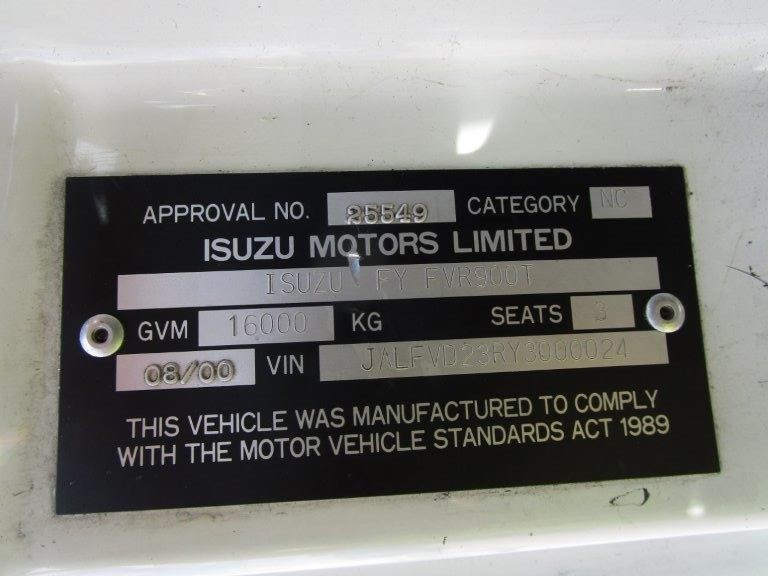 APPROVAL NO. 25549 CATEGORY NC
ISUZU MOTORS LIMITED
ISUZU FY FVR900T
GVM 16000 KG SEATS 3
08/00 VIN JALFVD23RY3000024
THIS VEHICLE WAS MANUFACTURED TO COMPLY
WITH THE MOTOR VEHICLE STANDARDS ACT 1989